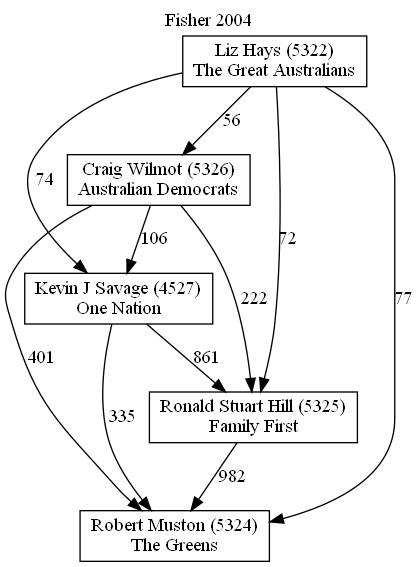 Fisher 2004
Liz Hays (5322)
The Great Australians
56
Craig Wilmot (5326)
Australian Democrats
74
106
72
Kevin J Savage (4527)
One Nation
222
77
401
861
335
Ronald Stuart Hill (5325)
Family First
982
Robert Muston (5324)
The Greens